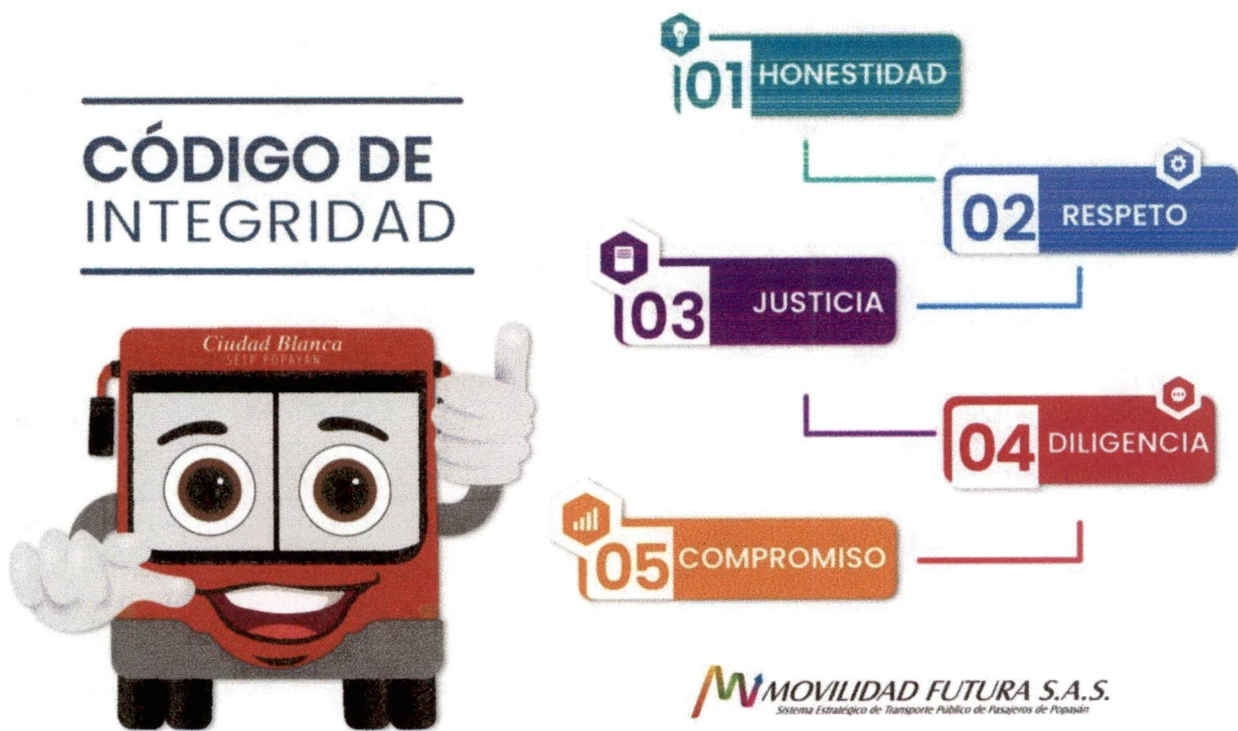 CÓDIGO DE
INTEGRIDAD
Ciudad Blanca
SETP POPAYÁN
01 HONESTIDAD
02 RESPETO
03 JUSTICIA
04 DILIGENCIA
05 COMPROMISO
MOVILIDAD FUTURA S.A.S.
Sistema Estratégico de Transporte Público de Pasajeros de Popayán